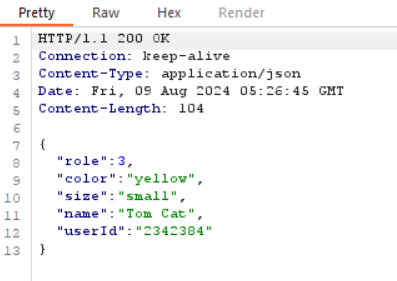 Pretty Raw Hex Render
1 HTTP/1.1 200 OK
2 Connection: keep-alive
3 Content-Type: application/json
4 Date: Fri, 09 Aug 2024 05:26:45 GMT
5 Content-Length: 104
6
7 {
8 "role":3,
9 "color":"yellow",
10 "size":"small",
11 "name":"Tom Cat",
12 "userId":"2342384"
13 }